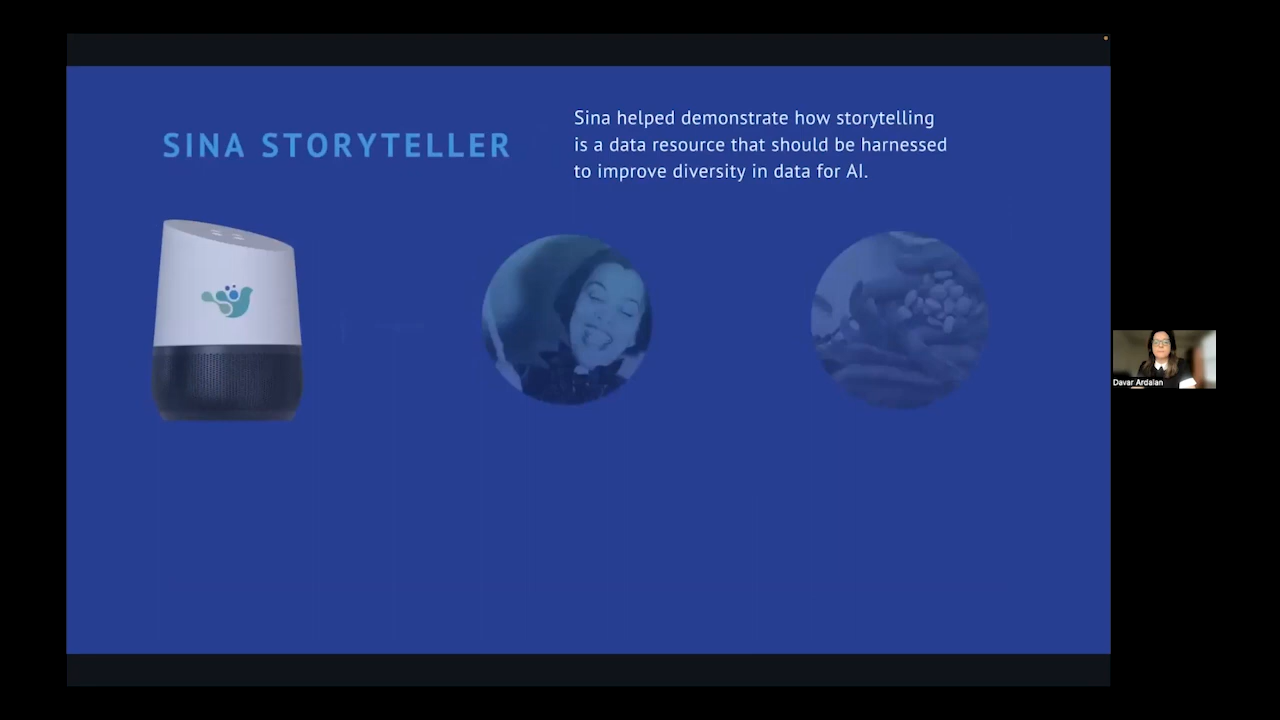 SINA STORYTELLER
Sina helped demonstrate how storytelling
is a data resource that should be harnessed
to improve diversity in data for AI.
Davar Ardalan